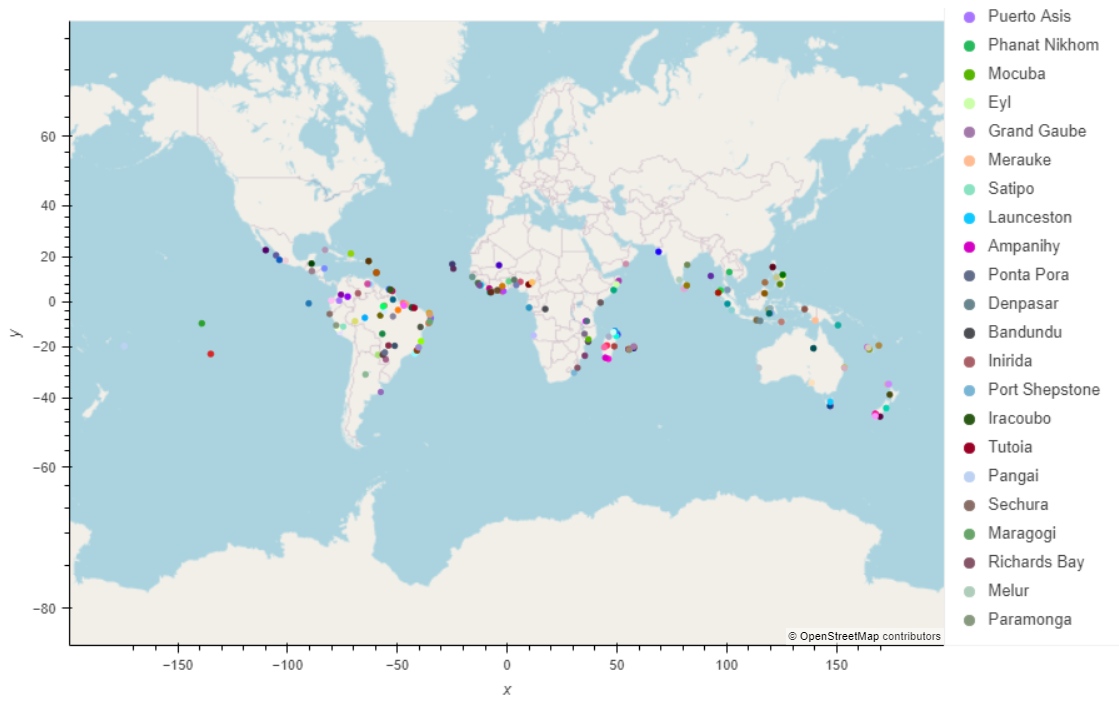 Puerto Asis
Phanat Nikhom
Mocuba
Eyl
Grand Gaube
Merauke
Satipo
Launceston
Ampanihy
Ponta Pora
Denpasar
Bandundu
Inirida
Port Shepstone
Iracoubo
Tutoia
Pangai
Sechura
Maragogi
Richards Bay
Melur
Paramonga
60
40
20
0
−20
−40
−60
−80
y
© OpenStreetMap contributors
−150
−100
−50
0
50
100
150
x